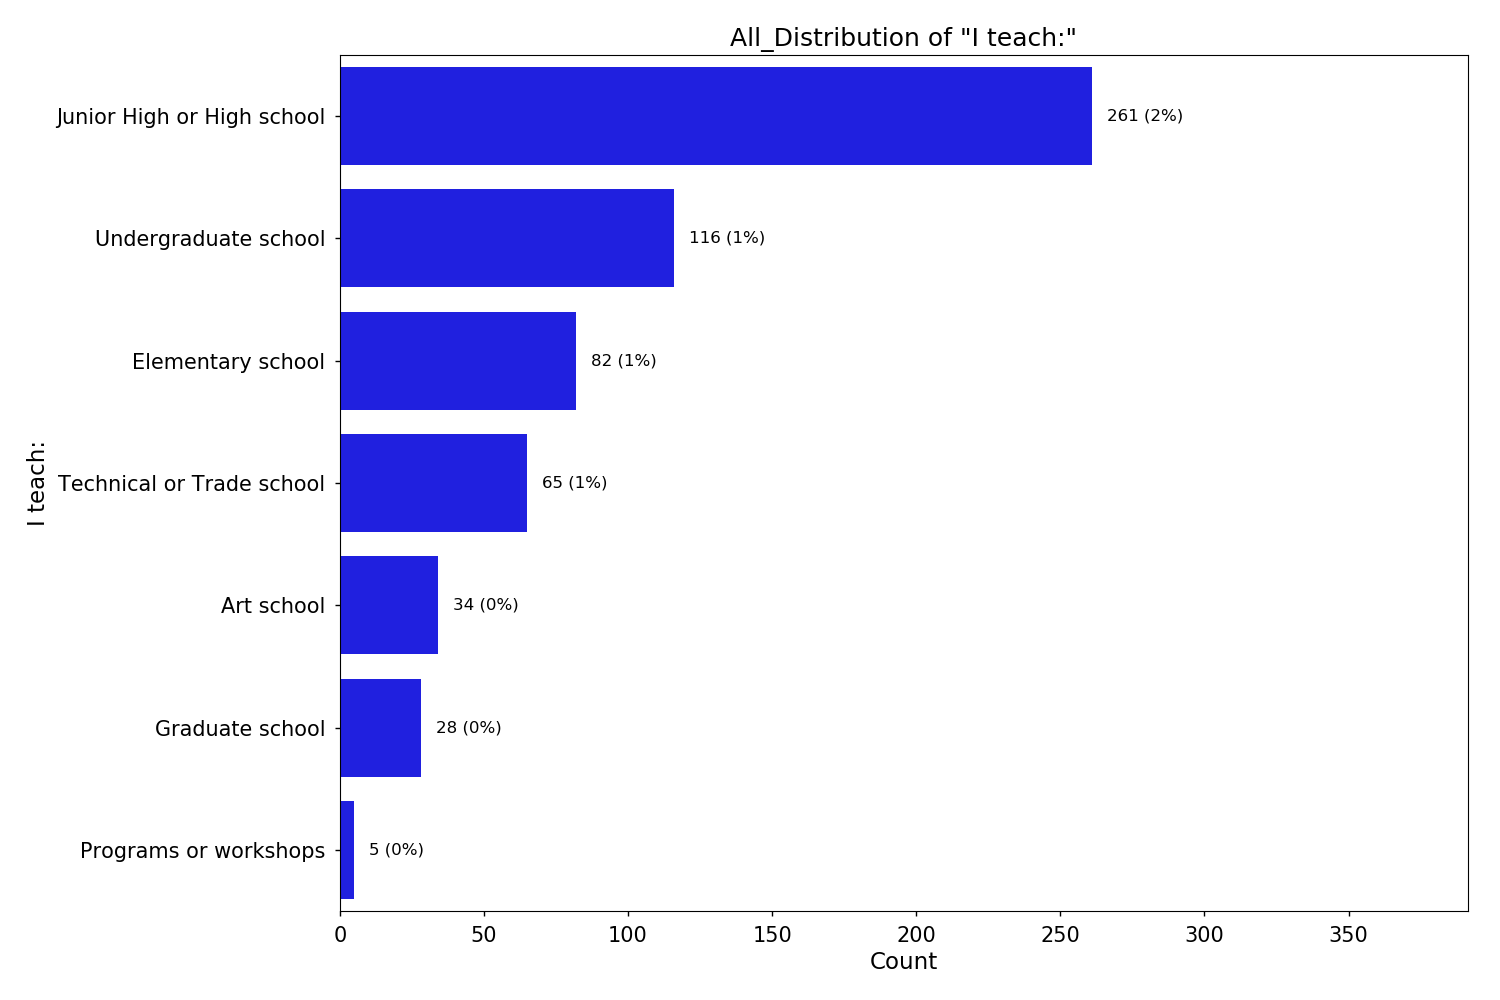 All_Distribution of "I teach:"
Junior High or High school
261 (2%)
Undergraduate school
116 (1%)
Elementary school
82 (1%)
I teach:
Technical or Trade school
65 (1%)
Art school
34 (0%)
Graduate school
28 (0%)
Programs or workshops
5 (0%)
0 50 100 150 200 250 300 350
Count